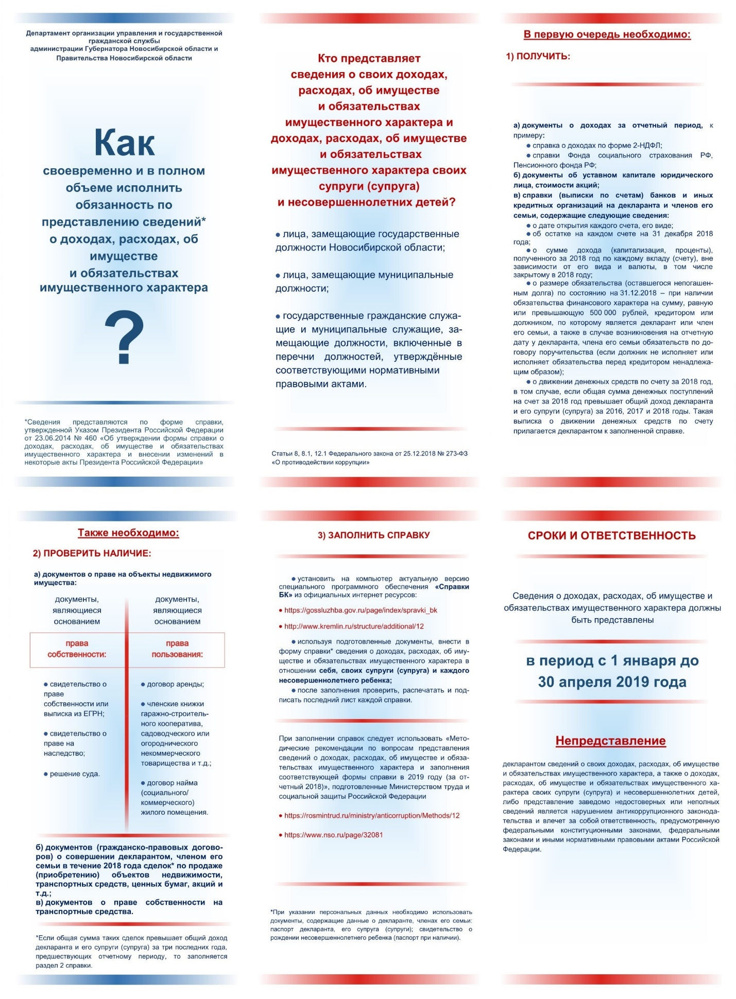 Департамент организации управления и государственной
гражданской службы
администрации Губернатора Новосибирской области и
Правительства Новосибирской области
Как
своевременно и в полном
объеме исполнить
обязанность по
представлению сведений*
о доходах, расходах, об
имуществе
и обязательствах
имущественного характера
?
*Сведения представляются по форме справки,
утвержденной Указом Президента Российской Федерации
от 23.06.2014 № 460 «Об утверждении формы справки о
доходах, расходах, об имуществе и обязательствах
имущественного характера и внесении изменений в
некоторые акты Президента Российской Федерации»
Кто представляет
сведения о своих доходах,
расходах, об имуществе
и обязательствах
имущественного характера и
доходах, расходах, об имуществе
и обязательствах
имущественного характера своих
супруги (супруга)
и несовершеннолетних детей?
● лица, замещающие государственные
должности Новосибирской области;
● лица, замещающие муниципальные
должности;
● государственные гражданские служа-
щие и муниципальные служащие, за-
мещающие должности, включенные в
перечни должностей, утверждённые
соответствующими нормативными
правовыми актами.
Статьи 8, 8.1, 12.1 Федерального закона от 25.12.2018 № 273-ФЗ
«О противодействии коррупции»
В первую очередь необходимо:
1) ПОЛУЧИТЬ:
а) документы о доходах за отчетный период, к
примеру:
● справка о доходах по форме 2-НДФЛ;
● справки Фонда социального страхования РФ,
Пенсионного фонда РФ;
б) документы об уставном капитале юридического
лица, стоимости акций;
в) справки (выписки по счетам) банков и иных
кредитных организаций на декларанта и членов его
семьи, содержащие следующие сведения:
● о дате открытия каждого счета, его виде;
● об остатке на каждом счете на 31 декабря 2018
года;
● о сумме дохода (капитализация, проценты),
полученного за 2018 год по каждому вкладу (счету), вне
зависимости от его вида и валюты, в том числе
закрытому в 2018 году;
● о размере обязательства (оставшегося непогашен-
ным долга) по состоянию на 31.12.2018 – при наличии
обязательства финансового характера на сумму, равную
или превышающую 500 000 рублей, кредитором или
должником, по которому является декларант или член
его семьи, а также в случае возникновения на отчетную
дату у декларанта, члена его семьи обязательств по до-
говору поручительства (если должник не исполняет или
исполняет обязательства перед кредитором ненадлежа-
щим образом);
● о движении денежных средств по счету за 2018 год,
в том случае, если общая сумма денежных поступлений
на счет за 2018 год превышает общий доход декларанта
и его супруги (супруга) за 2016, 2017 и 2018 годы. Такая
выписка о движении денежных средств по счету
прилагается декларантом к заполненной справке.
Также необходимо:
2) ПРОВЕРИТЬ НАЛИЧИЕ:
а) документов о праве на объекты недвижимого
имущества:
документы,
являющиеся
основанием
права
собственности:
● свидетельство о
праве
собственности или
выписка из ЕГРН;
● свидетельство о
праве на
наследство;
● решение суда.
документы,
являющиеся
основанием
права
пользования:
● договор аренды;
● членские книжки
гаражно-строитель-
ного кооператива,
садоводческого или
огороднического
некоммерческого
товарищества и т.д.;
● договор найма
(социального/
коммерческого)
жилого помещения.
б) документов (гражданско-правовых догово-
ров) о совершении декларантом, членом его
семьи в течение 2018 года сделок* по продаже
(приобретению) объектов недвижимости,
транспортных средств, ценных бумаг, акций и
т.д.;
в) документов о праве собственности на
транспортные средства.
*Если общая сумма таких сделок превышает общий доход
декларанта и его супруги (супруга) за три последних года,
предшествующих отчетному периоду, то заполняется
раздел 2 справки.
3) ЗАПОЛНИТЬ СПРАВКУ
● установить на компьютер актуальную версию
специального программного обеспечения «Справки
БК» из официальных интернет ресурсов:
• https://gossluzhba.gov.ru/page/index/spravki_bk
• http://www.kremlin.ru/structure/additional/12
● используя подготовленные документы, внести в
форму справки* сведения о доходах, расходах, об иму-
ществе и обязательствах имущественного характера в
отношении себя, своих супруги (супруга) и каждого
несовершеннолетнего ребенка;
● после заполнения проверить, распечатать и под-
писать последний лист каждой справки.
При заполнении справок следует использовать «Мето-
дические рекомендации по вопросам представления
сведений о доходах, расходах, об имуществе и обяза-
тельствах имущественного характера и заполнения
соответствующей формы справки в 2019 году (за от-
четный 2018)», подготовленные Министерством труда и
социальной защиты Российской Федерации
• https://rosmintrud.ru/ministry/anticorruption/Methods/12
• https://www.nso.ru/page/32081
*При указании персональных данных необходимо использовать
документы, содержащие данные о декларанте, членах его семьи:
паспорт декларанта, его супруга (супруги); свидетельство о
рождении несовершеннолетнего ребенка (паспорт при наличии).
СРОКИ И ОТВЕТСТВЕННОСТЬ
Сведения о доходах, расходах, об имуществе и
обязательствах имущественного характера должны
быть представлены
в период с 1 января до
30 апреля 2019 года
Непредставление
декларантом сведений о своих доходах, расходах, об имуществе
и обязательствах имущественного характера, а также о доходах,
расходах, об имуществе и обязательствах имущественного ха-
рактера своих супруги (супруга) и несовершеннолетних детей,
либо представление заведомо недостоверных или неполных
сведений является нарушением антикоррупционного законода-
тельства и влечет за собой ответственность, предусмотренную
федеральными конституционными законами, федеральными
законами и иными нормативными правовыми актами Российской
Федерации.